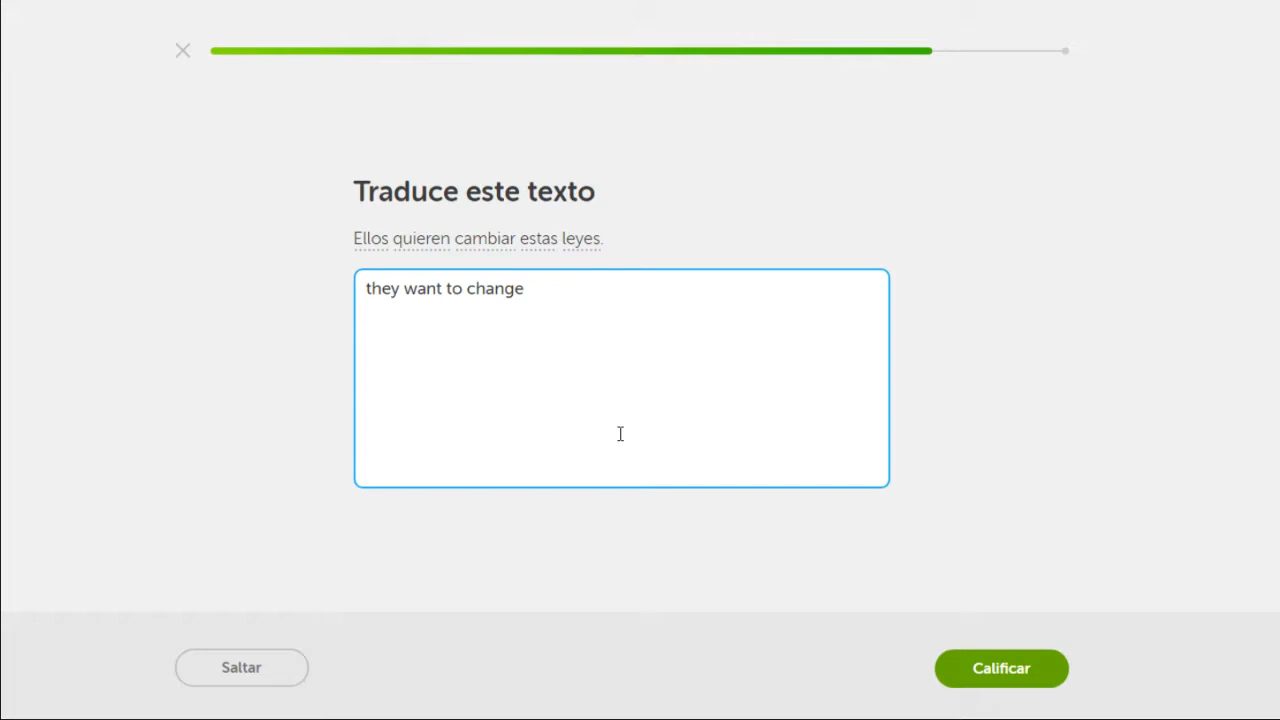 Traduce este texto
Ellos quieren cambiar estas leyes.
they want to change
Saltar
Calificar